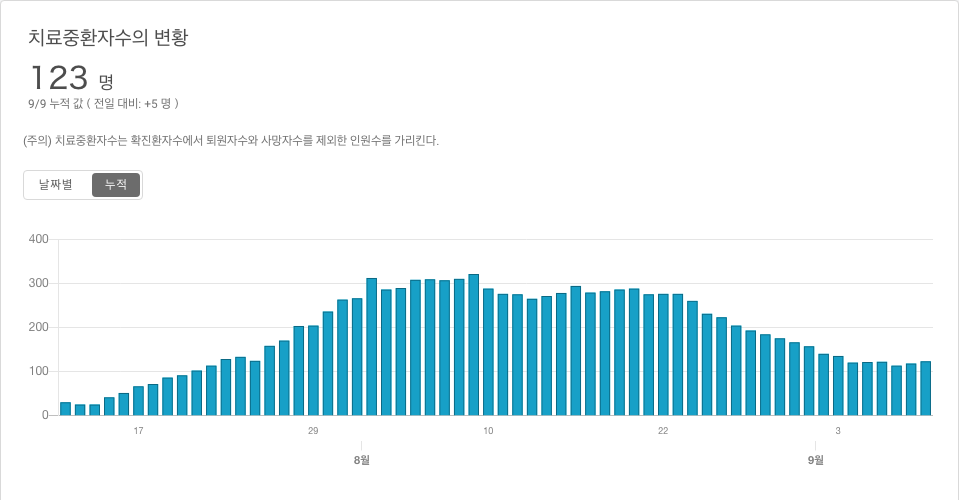 치료중환자수의 변황
123 명
9/9 누적 값 ( 전일 대비: +5 명 )
(주의) 치료중환자수는 확진환자수에서 퇴원자수와 사망자수를 제외한 인원수를 가리킨다.
날짜별 누적
400
300
200
100
0
17 29 10 22 3
8월 9월